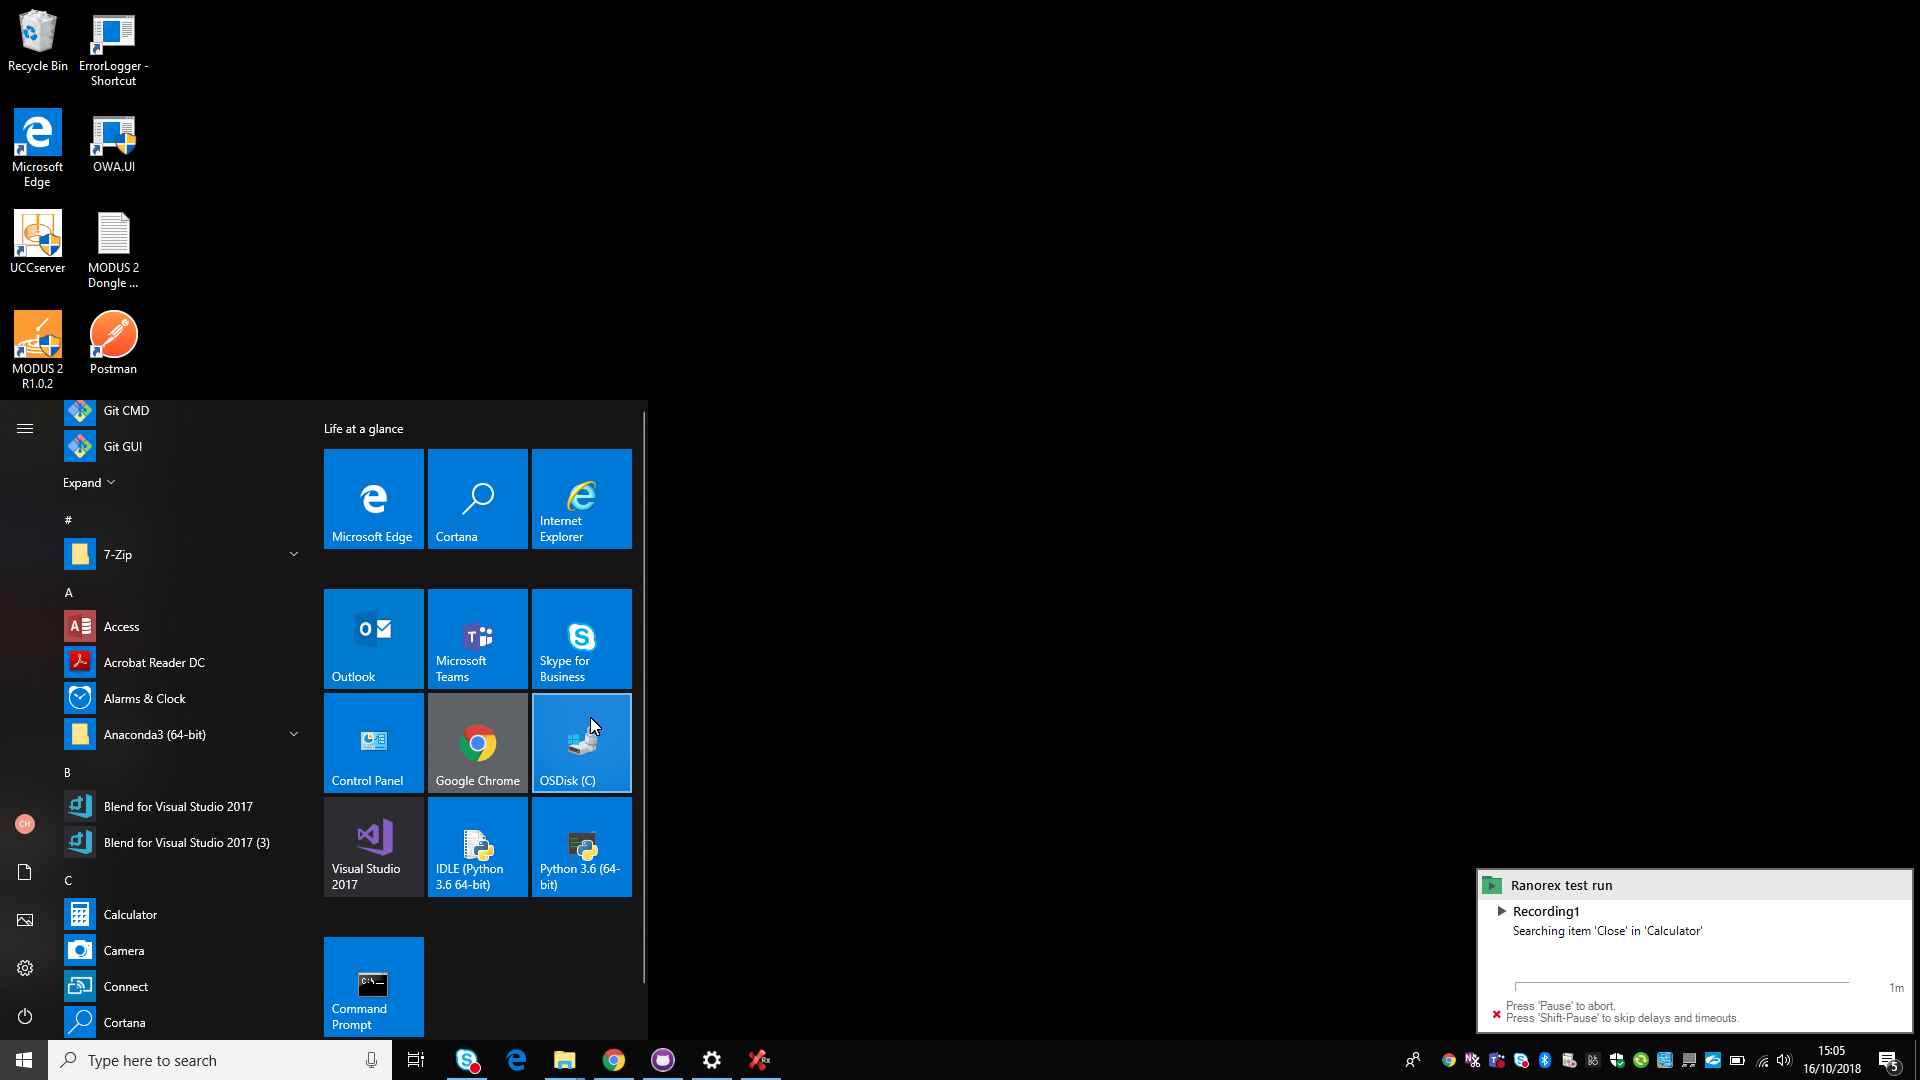 Recycle Bin
ErrorLogger -
Shortcut
Microsoft
Edge
OWA.UI
UCCserver
MODUS 2
Dongle ...
MODUS 2
R1.0.2
Postman
Git CMD
Git GUI
Expand
#
7-Zip
A
Access
Acrobat Reader DC
Alarms & Clock
Anaconda3 (64-bit)
B
Blend for Visual Studio 2017
Blend for Visual Studio 2017 (3)
C
Calculator
Camera
Connect
Cortana
CH
Life at a glance
Microsoft Edge
Cortana
Internet
Explorer
Outlook
Microsoft
Teams
Skype for
Business
Control Panel
Google Chrome
OSDisk (C)
Visual Studio
2017
IDLE (Python
3.6 64-bit)
Python 3.6 (64-
bit)
Command
Prompt
Ranorex test run
Recording1
Searching item 'Close' in 'Calculator'
1m
Press 'Pause' to abort.
Press 'Shift-Pause' to skip delays and timeouts.
Type here to search
15:05
16/10/2018
5